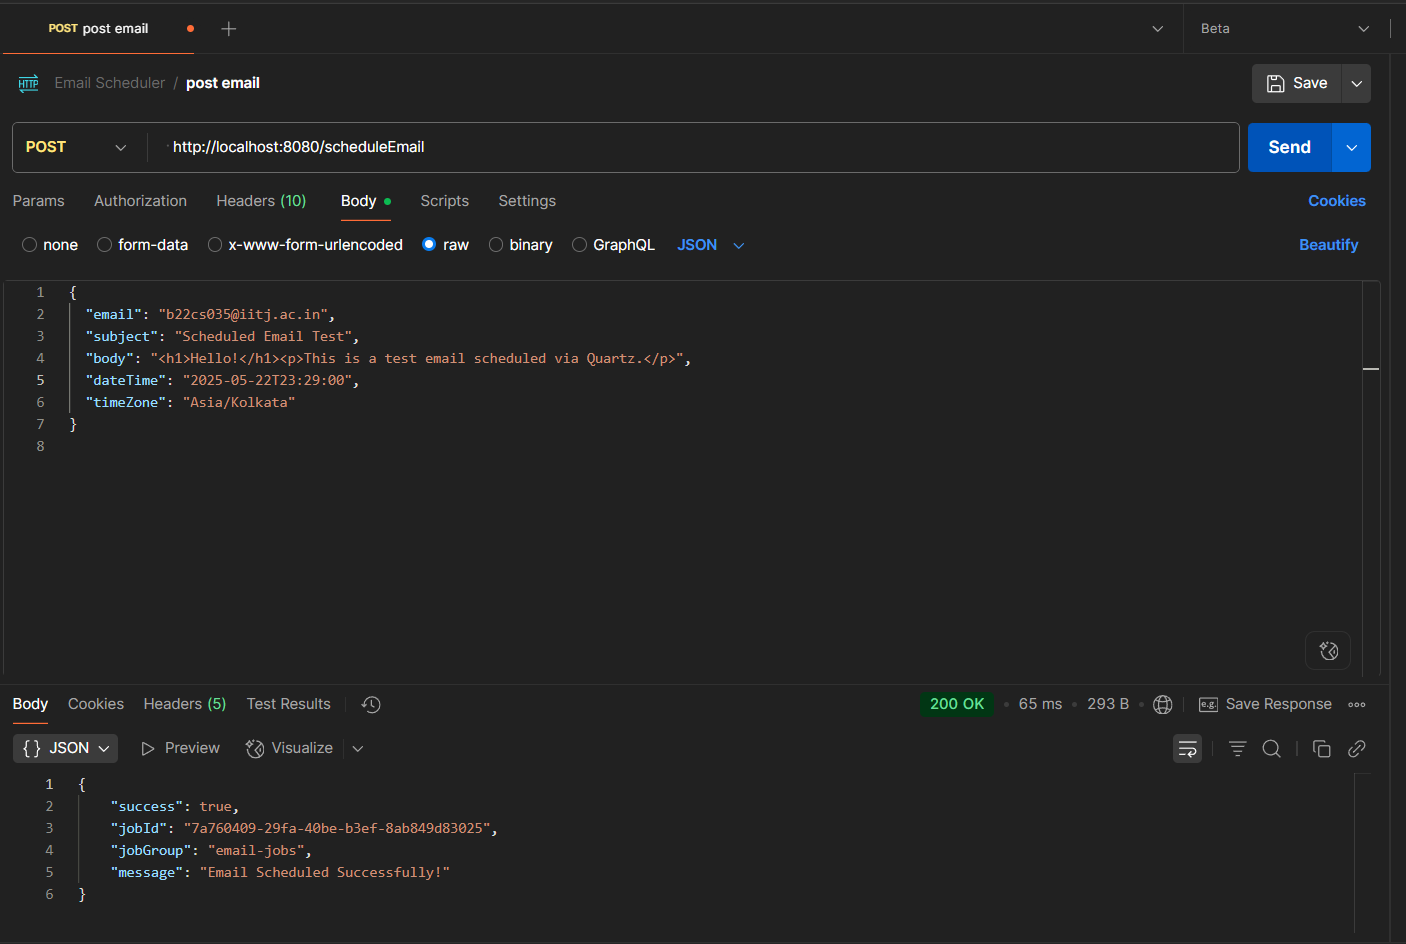 POST post email
Beta
HTTP Email Scheduler / post email
Save
POST http://localhost:8080/scheduleEmail
Send
Params Authorization Headers (10) Body Scripts Settings Cookies
none form-data x-www-form-urlencoded raw binary GraphQL JSON Beautify
1 {
2 "email": "b22cs035@iitj.ac.in",
3 "subject": "Scheduled Email Test",
4 "body": "<h1>Hello!</h1><p>This is a test email scheduled via Quartz.</p>",
5 "dateTime": "2025-05-22T23:29:00",
6 "timeZone": "Asia/Kolkata"
7 }
8
Body Cookies Headers (5) Test Results 200 OK • 65 ms • 293 B • e.g. Save Response
{} JSON Preview Visualize
1 {
2 "success": true,
3 "jobId": "7a760409-29fa-40be-b3ef-8ab849d83025",
4 "jobGroup": "email-jobs",
5 "message": "Email Scheduled Successfully!"
6 }